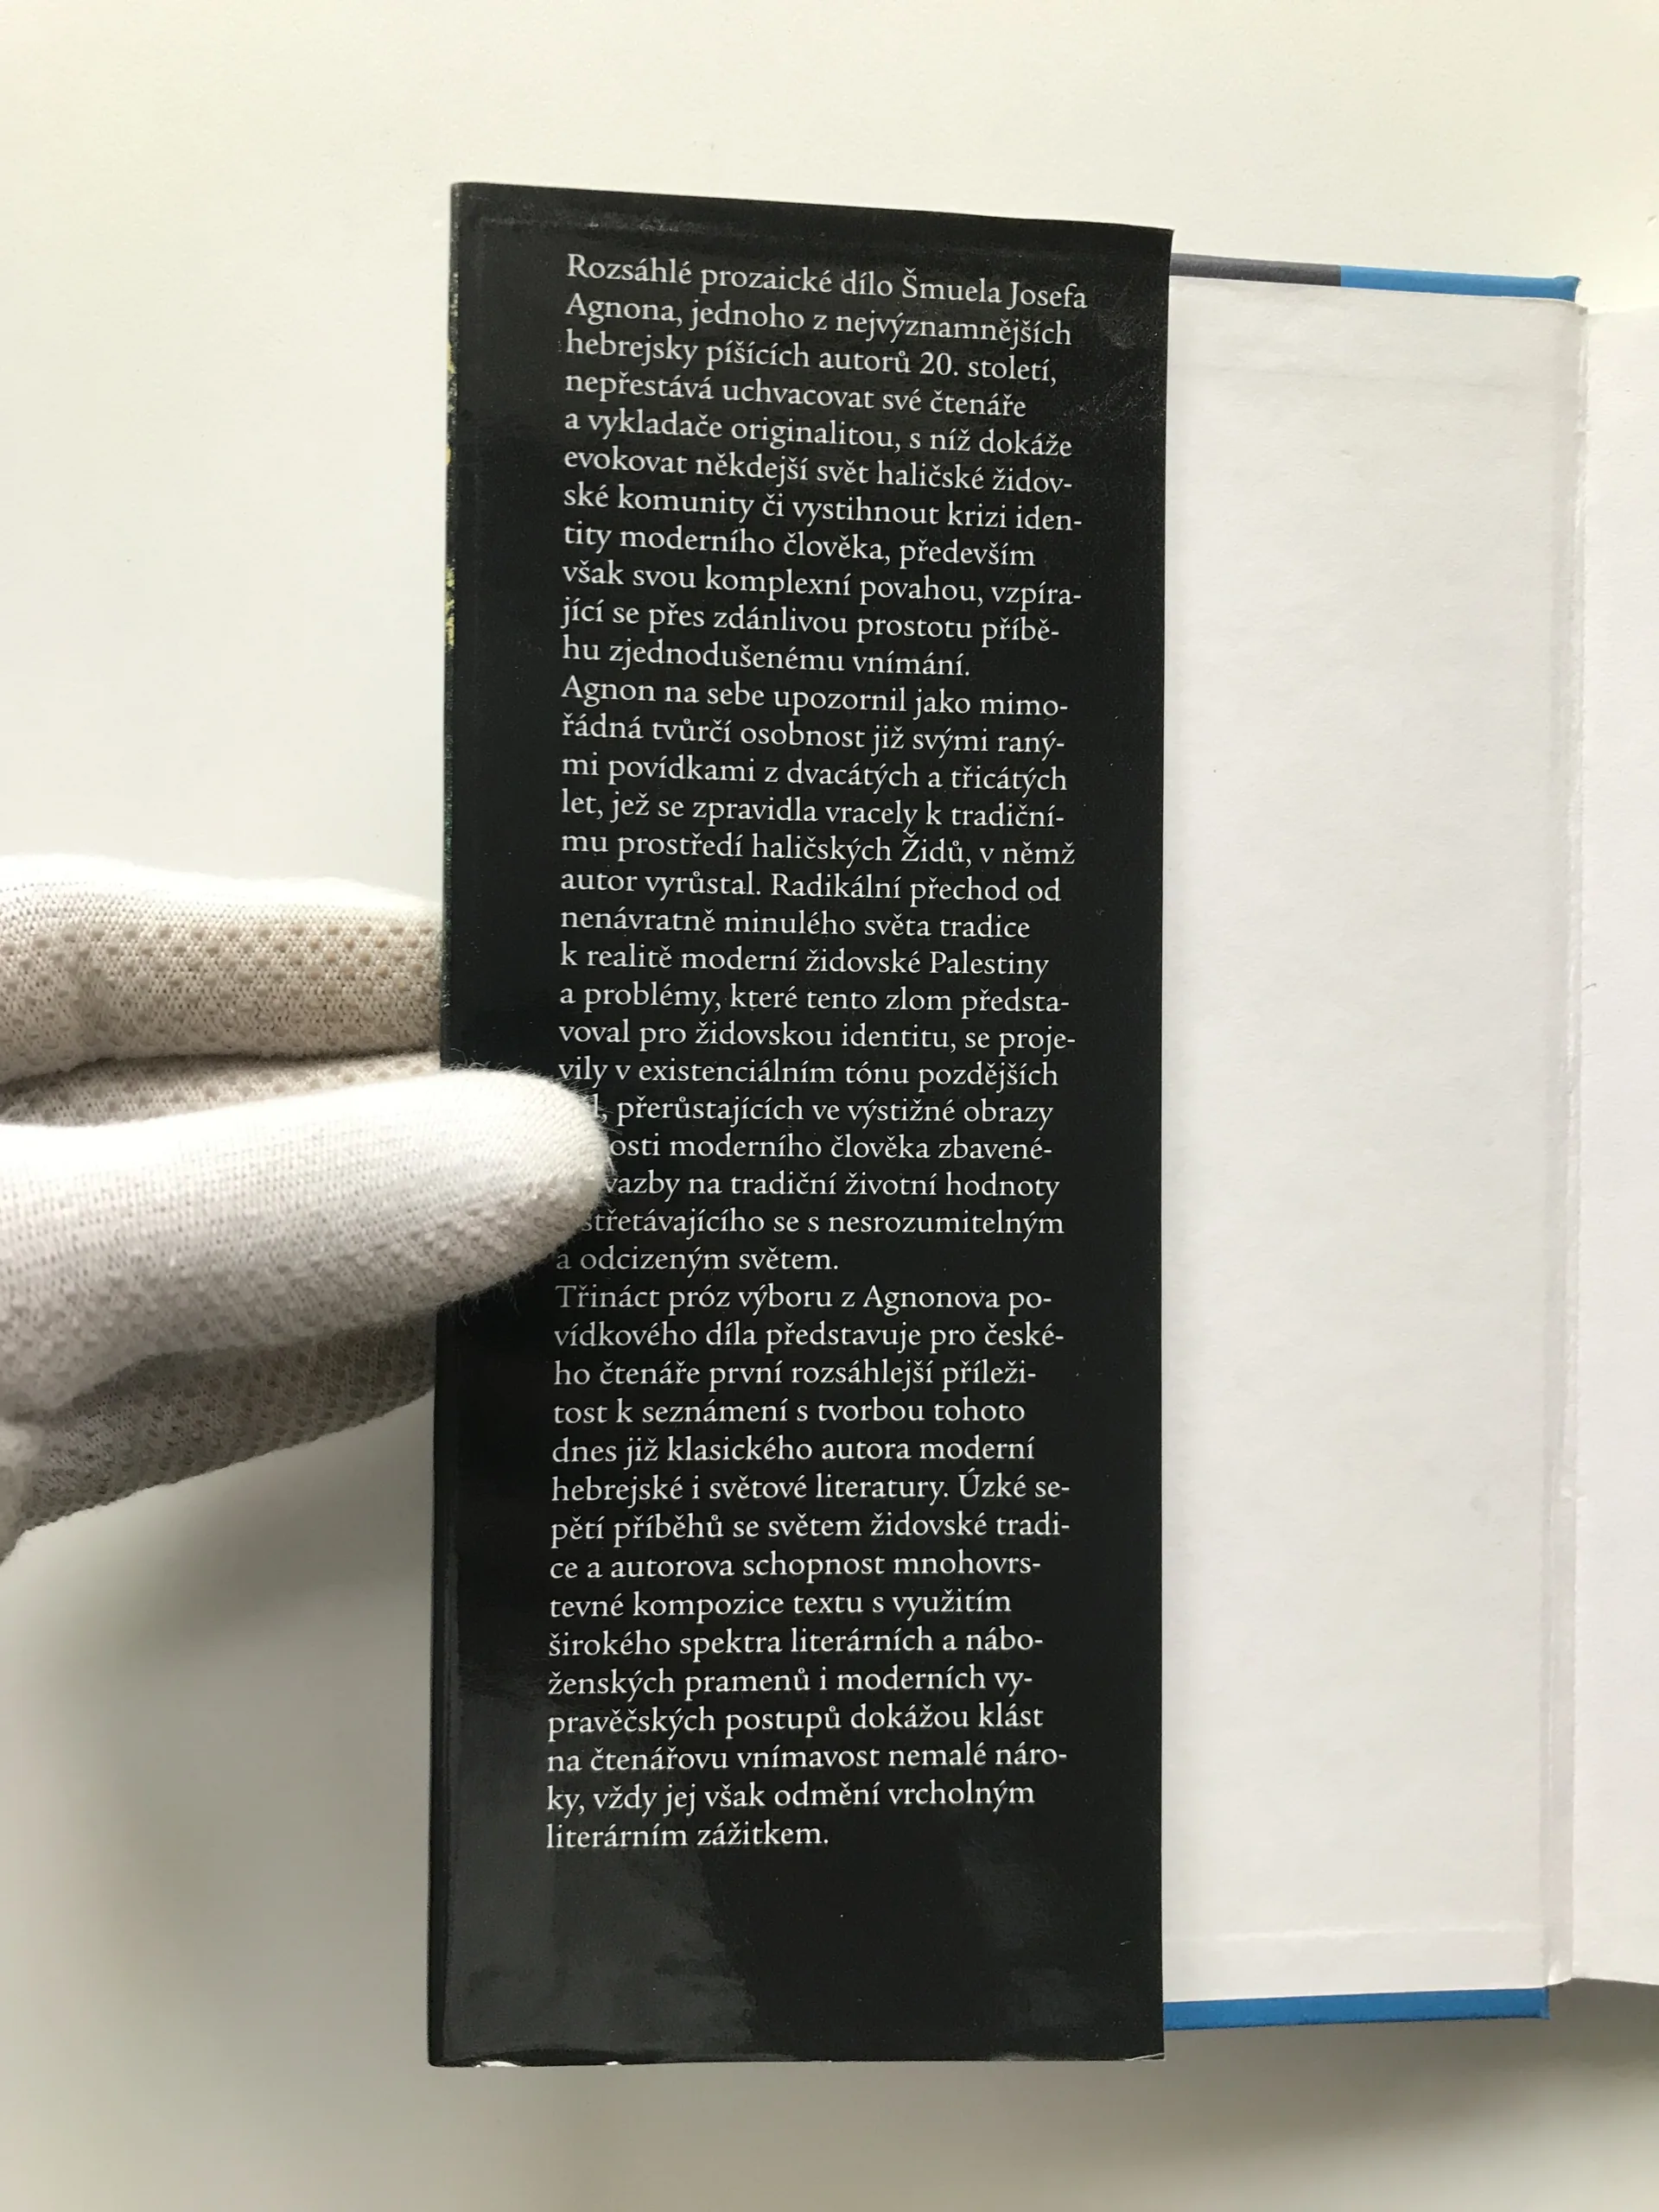 Rozsáhlé prozaické dílo Šmuela Josefa
Agnona, jednoho z nejvýznamnějších
hebrejsky píšících autorů 20. století,
nepřestává uchvacovat své čtenáře
a vykladače originalitou, s níž dokáže
evokovat někdejší svět haličské židov-
ské komunity či vystihnout krizi iden-
tity moderního člověka, především
však svou komplexní povahou, vzpíra-
jící se přes zdánlivou prostotu příbě-
hu zjednodušenému vnímání.
Agnon na sebe upozornil jako mimo-
řádná tvůrčí osobnost již svými raný-
mi povídkami z dvacátých a třicátých
let, jež se zpravidla vracely k tradiční-
mu prostředí haličských Židů, v němž
autor vyrůstal. Radikální přechod od
nenávratně minulého světa tradice
k realitě moderní židovské Palestiny
a problémy, které tento zlom předsta-
voval pro židovskou identitu, se proje-
vily v existenciálním tónu pozdějších
přerůstajících ve výstižné obrazy
moderního člověka zbavené-
vazby na tradiční životní hodnoty
střetávajícího se s nesrozumitelným
a odcizeným světem.
Třináct próz výboru z Agnonova po-
vídkového díla představuje pro české-
ho čtenáře první rozsáhlejší příleži-
tost k seznámení s tvorbou tohoto
dnes již klasického autora moderní
hebrejské i světové literatury. Úzké se-
pětí příběhů se světem židovské tradi-
ce a autorova schopnost mnohovrs-
tevné kompozice textu s využitím
širokého spektra literárních a nábo-
ženských pramenů i moderních vy-
pravěčských postupů dokážou klást
na čtenářovu vnímavost nemalé náro-
ky, vždy jej však odmění vrcholným
literárním zážitkem.